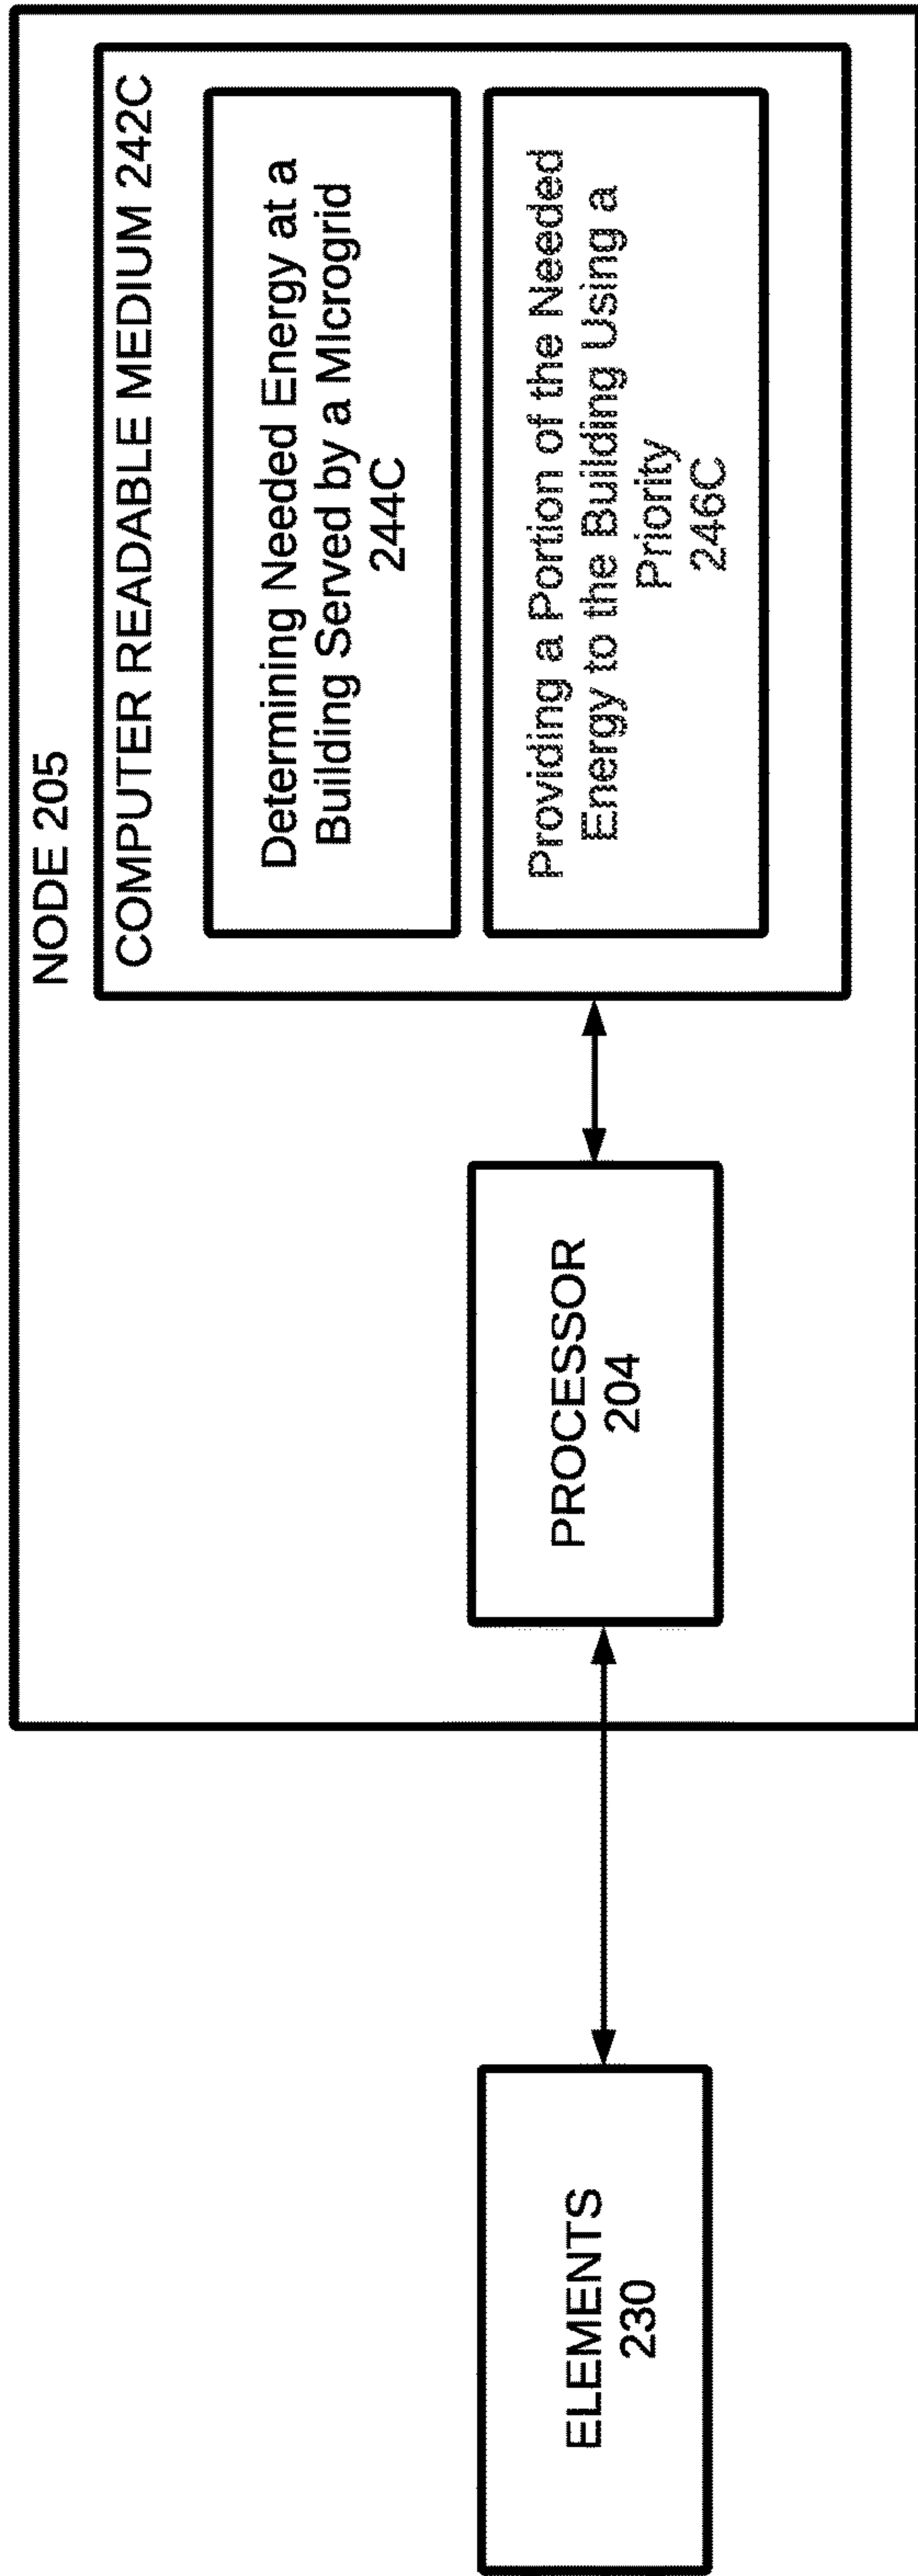 NODE 205
COMPUTER READABLE MEDIUM 242C
Determining Needed Energy at a
Building Served by a MIcrogrid
244C
Providing a Portion of the Needed
Energy to the Building Using a
Priority
246C
PROCESSOR
204
ELEMENTS
230